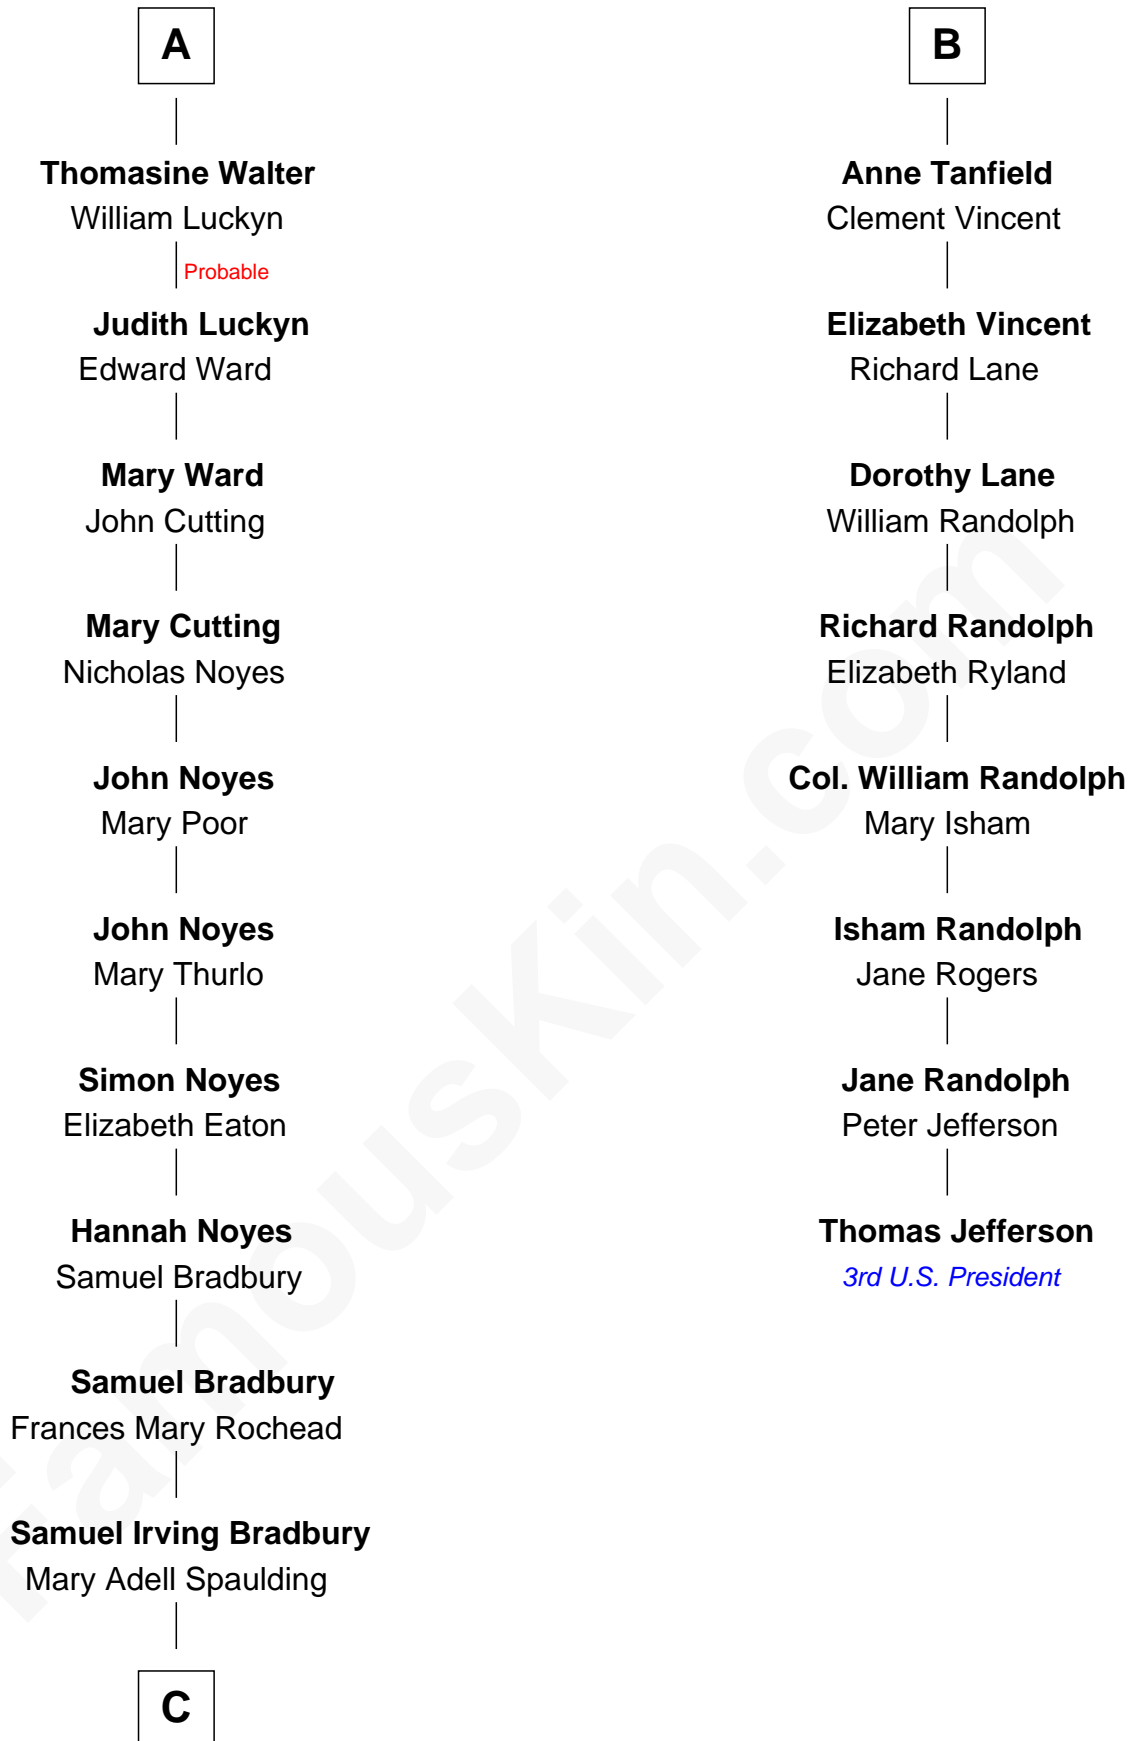 A
Thomasine Walter
William Luckyn
Probable
Judith Luckyn
Edward Ward
Mary Ward
John Cutting
Mary Cutting
Nicholas Noyes
John Noyes
Mary Poor
John Noyes
Mary Thurlo
Simon Noyes
Elizabeth Eaton
Hannah Noyes
Samuel Bradbury
Samuel Bradbury
Frances Mary Rochead
Samuel Irving Bradbury
Mary Adell Spaulding
C
B
Anne Tanfield
Clement Vincent
Elizabeth Vincent
Richard Lane
Dorothy Lane
William Randolph
Richard Randolph
Elizabeth Ryland
Col. William Randolph
Mary Isham
Isham Randolph
Jane Rogers
Jane Randolph
Peter Jefferson
Thomas Jefferson
3rd U.S. President
FamousKin.com